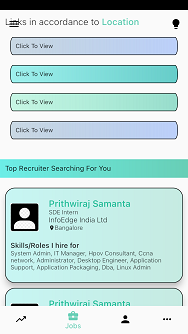 Links in accordance to Location
Click To View
Click To View
Click To View
Click To View
Top Recruiter Searching For You
Prithwiraj Samanta
SDE Intern
InfoEdge India Ltd
Bangalore
Skills/Roles I hire for
System Admin, IT Manager, Hpov Consultant, Ccna
network, Administrator, Desktop Engineer, Application
Support, Application Packaging, Dba, Linux Admin
Prithwiraj Samanta
Jobs